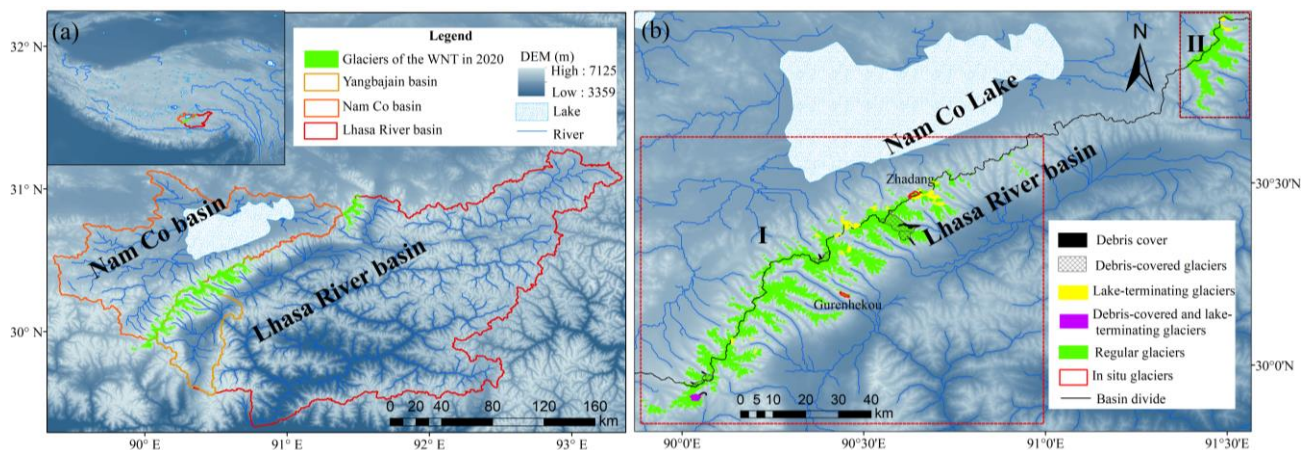 (a)
32° N
31° N
30° N
90° E
91° E
92° E
93° E
Legend
Glaciers of the WNT in 2020
Yangbajain basin
Nam Co basin
Lhasa River basin
DEM (m)
High : 7125
Low : 3359
Lake
River
Nam Co basin
Lhasa River basin
0 20 40 80 120 160
km
(b)
N
I
II
Nam Co Lake
Lhasa River basin
Zhadang
Gurenhekou
30°30'N
30°0'N
90°0'E
90°30'E
91°0'E
91°30'E
Debris cover
Debris-covered glaciers
Lake-terminating glaciers
Debris-covered and lake-
terminating glaciers
Regular glaciers
In situ glaciers
Basin divide
0 5 10 20 30 40
km